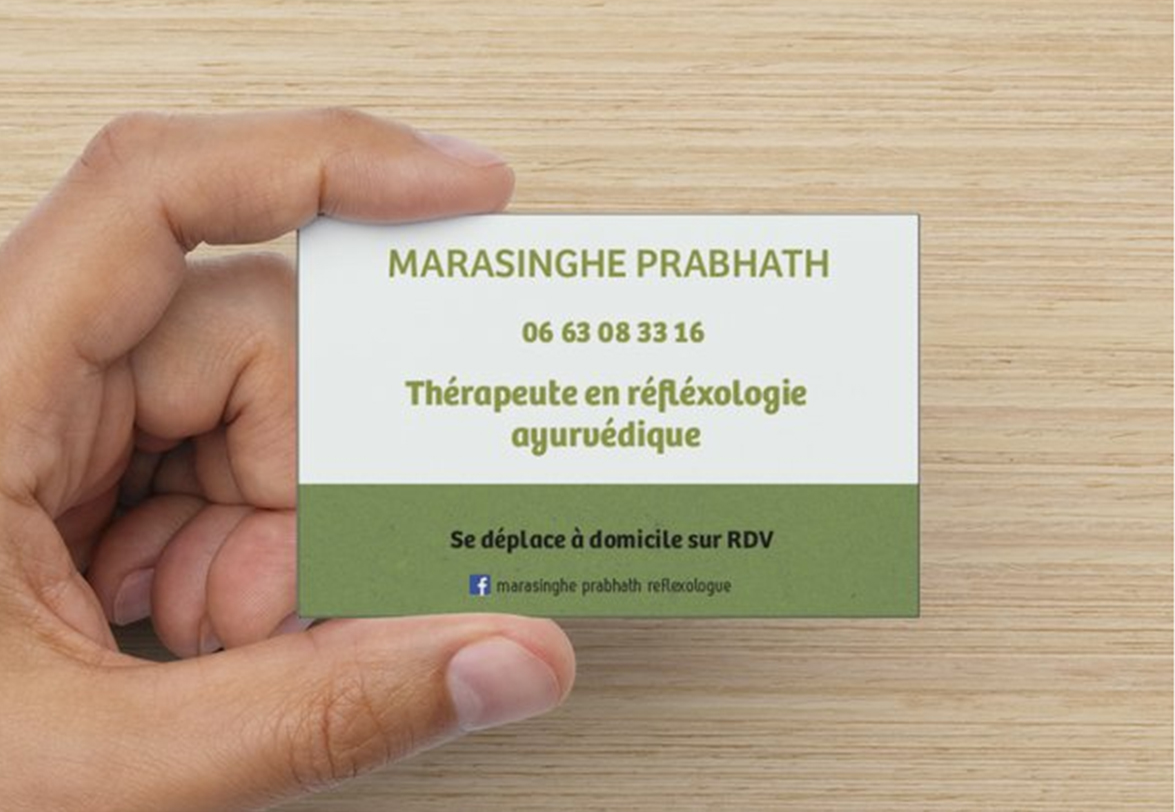 MARASINGHE PRABHATH
06 63 08 33 16
Thérapeute en réfléxologie
ayurvédique
Se déplace à domicile sur RDV
f marasinghe prabhath reflexologue